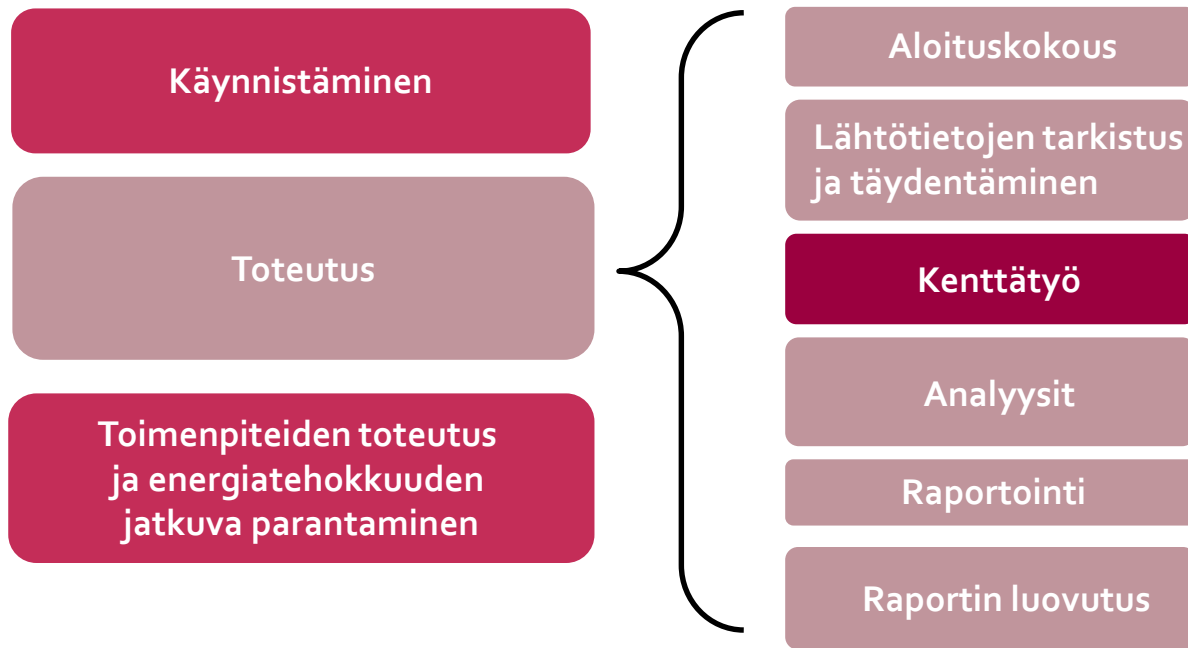 Käynnistäminen
Toteutus
Toimenpiteiden toteutus
ja energiatehokkuuden
jatkuva parantaminen
Aloituskokous
Lähtötietojen tarkistus
ja täydentäminen
Kenttätyö
Analyysit
Raportointi
Raportin luovutus